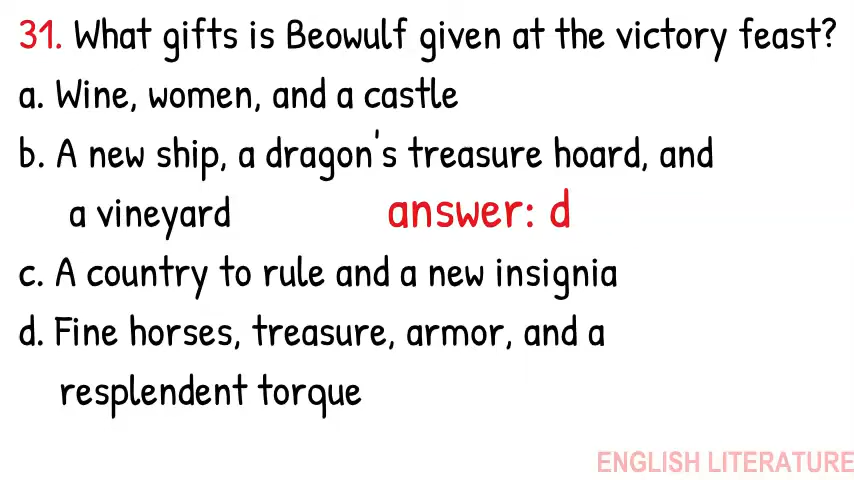 31. What gifts is Beowulf given at the victory feast?
a. Wine, women, and a castle
b. A new ship, a dragon's treasure hoard, and
a vineyard
answer: d
c. A country to rule and a new insignia
d. Fine horses, treasure, armor, and a
resplendent torque
ENGLISH LITERATURE